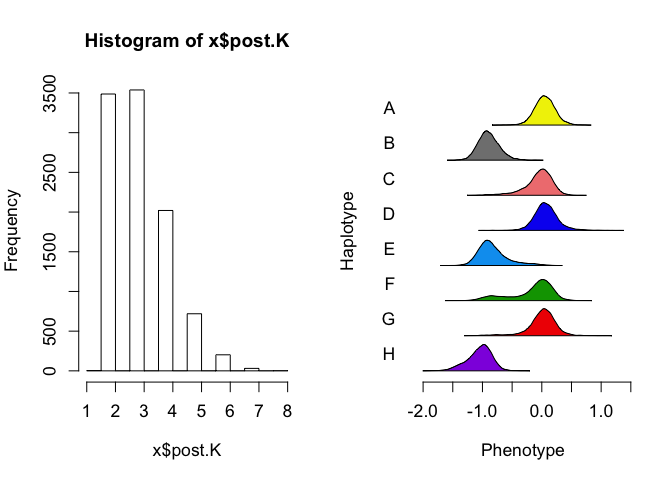 Histogram of x$post.K
Frequency
3500
2500
1500
500
0
1 2 3 4 5 6 7 8
x$post.K
Haplotype
A
B
C
D
E
F
G
H
-2.0 -1.0 0.0 1.0
Phenotype